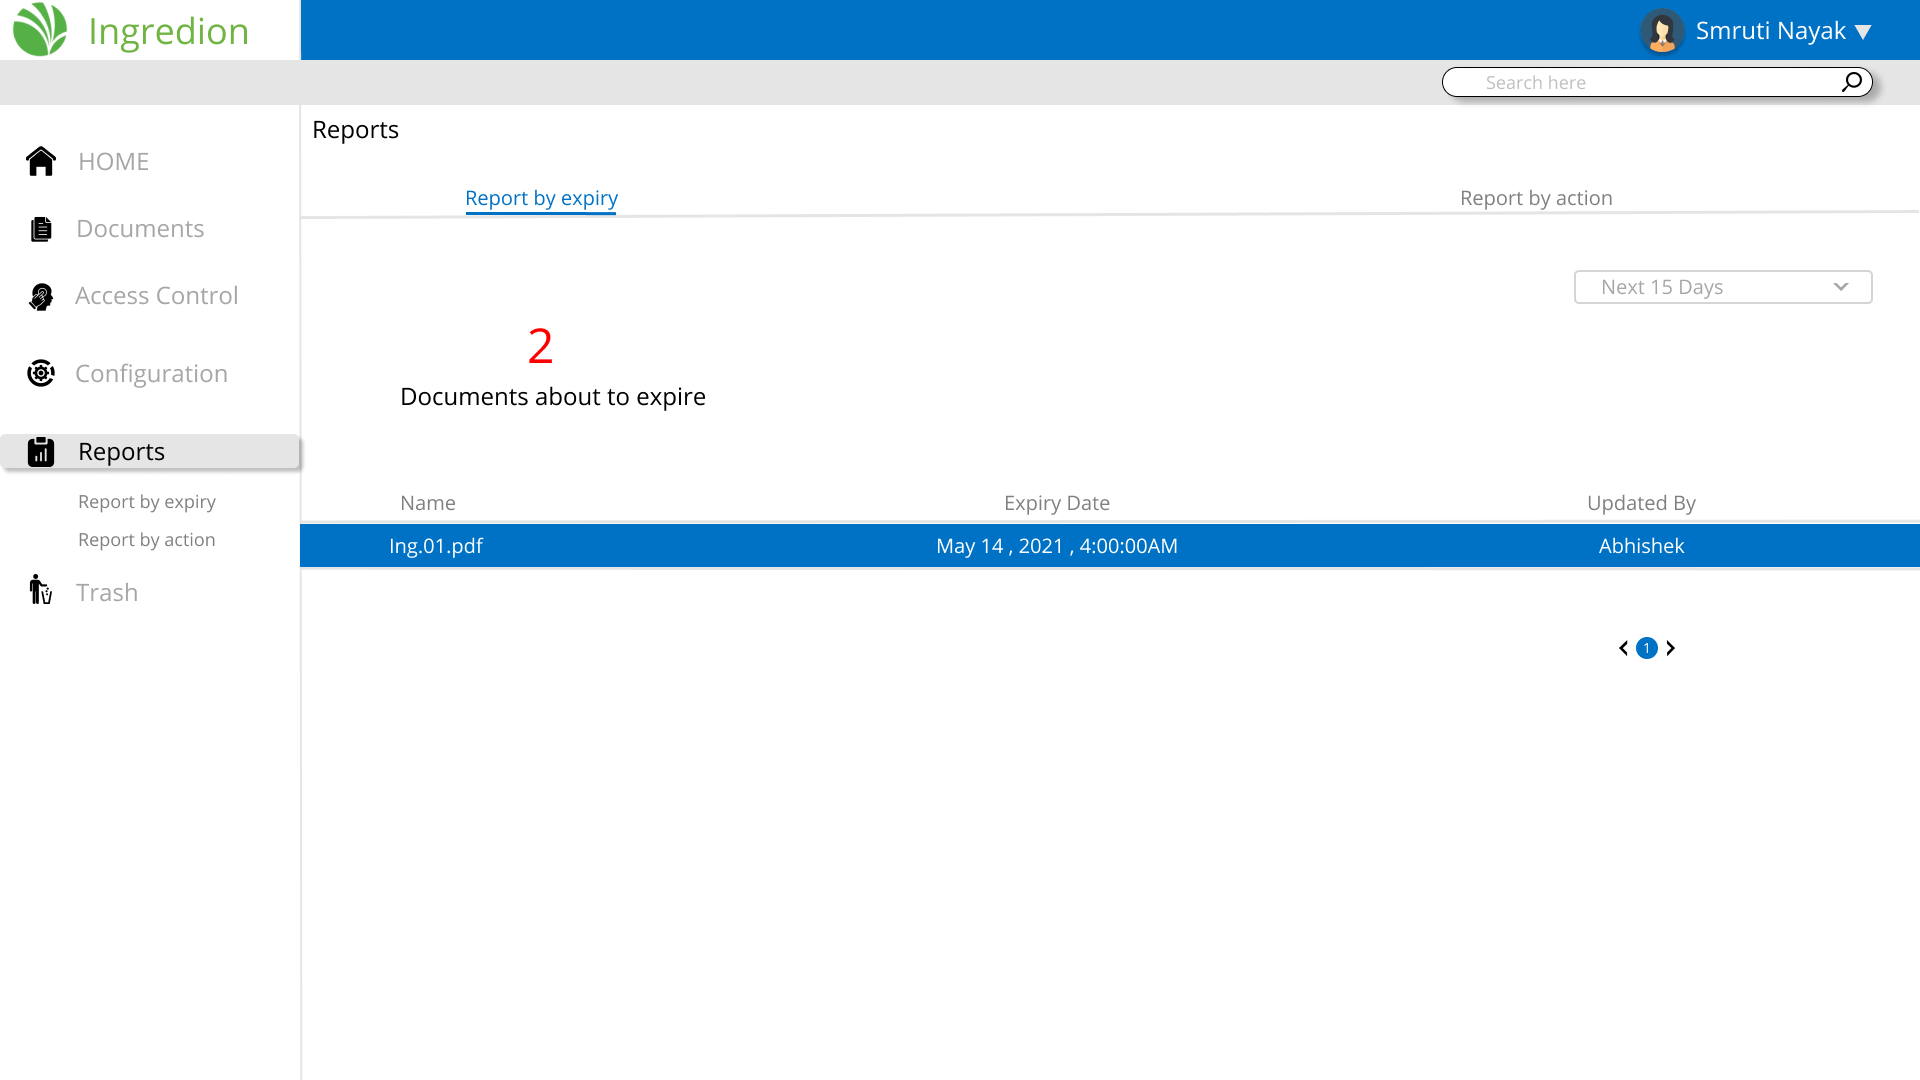 Ingredion
Smruti Nayak
Search here
Reports
HOME
Report by expiry
Report by action
Documents
Access Control
Next 15 Days
2
Configuration
Documents about to expire
Reports
Report by expiry
Name
Expiry Date
Updated By
Report by action
Ing.01.pdf
May 14 , 2021 , 4:00:00AM
Abhishek
Trash
1